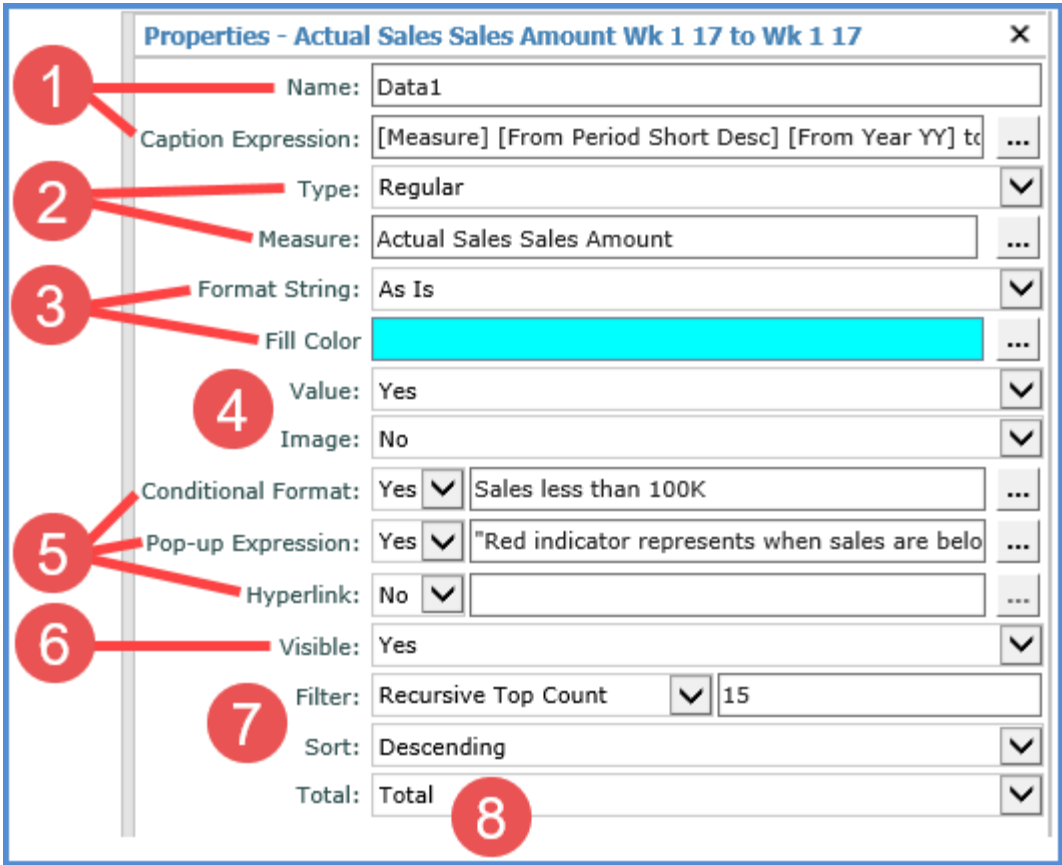 Properties - Actual Sales Sales Amount Wk 1 17 to Wk 1 17
1
Name: Data1
Caption Expression: [Measure] [From Period Short Desc] [From Year YY] to ...
2
Type: Regular
Measure: Actual Sales Sales Amount ...
3
Format String: As Is
Fill Color ...
4
Value: Yes
Image: No
5
Conditional Format: Yes Sales less than 100K ...
Pop-up Expression: Yes "Red indicator represents when sales are belo ...
Hyperlink: No ...
6
Visible: Yes
7
Filter: Recursive Top Count 15
Sort: Descending
Total: Total
8